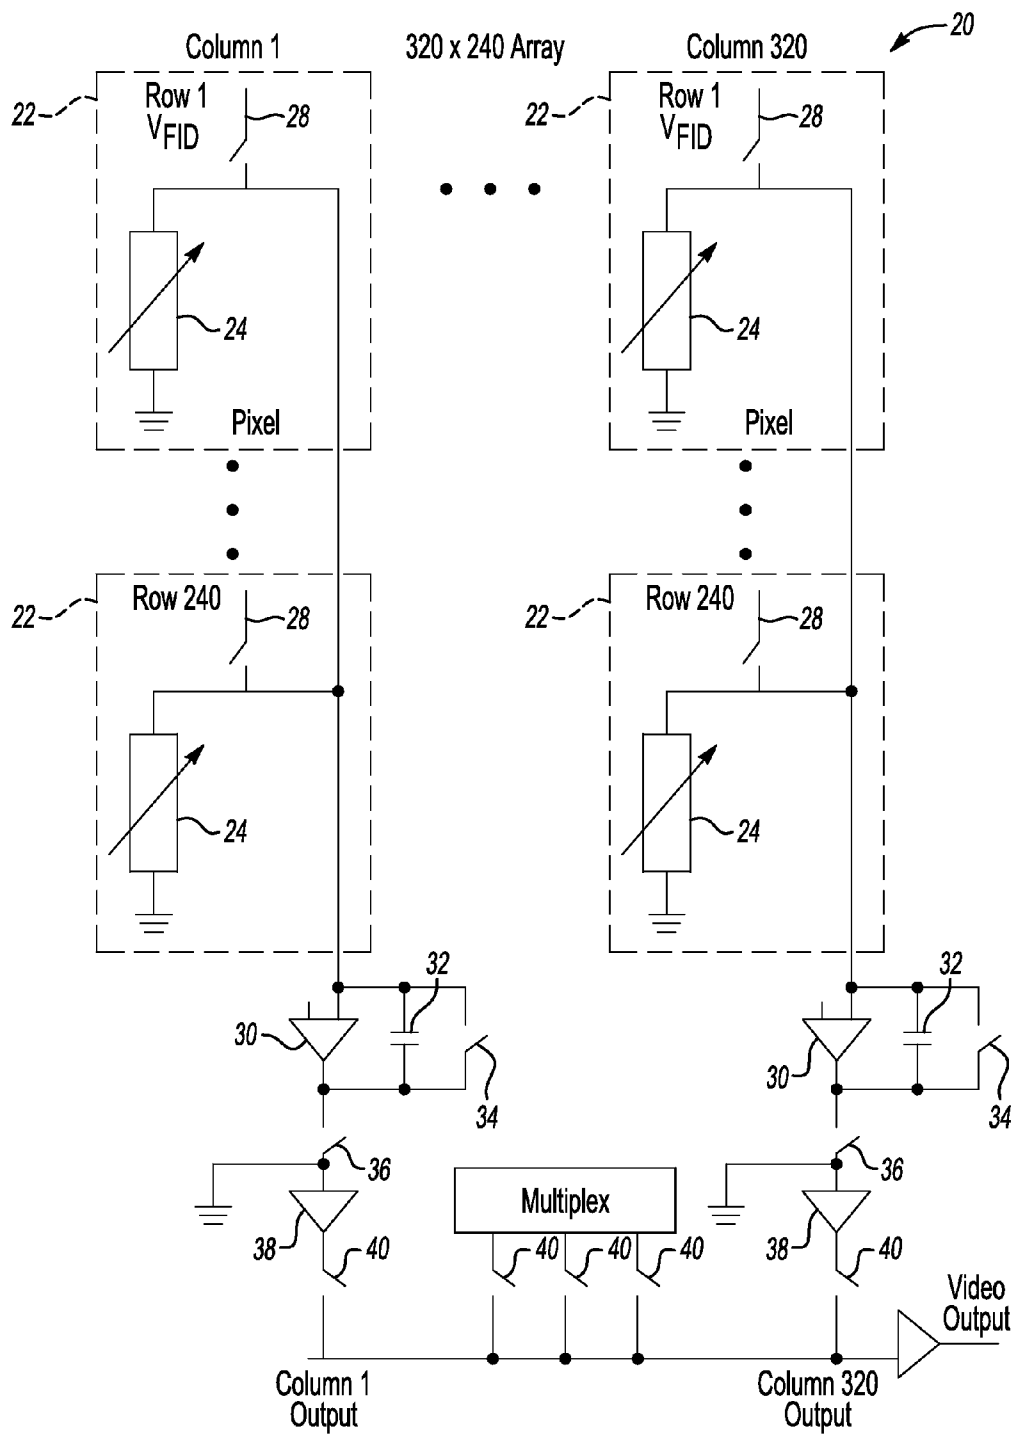 20
Column 1
320 x 240 Array
Column 320
22
Row 1
VFID
28
24
Pixel
22
Row 1
VFID
28
24
Pixel
22
Row 240
28
24
22
Row 240
28
24
30
32
34
36
38
40
Multiplex
40
40
40
30
32
34
36
38
40
Video
Output
Column 1
Output
Column 320
Output